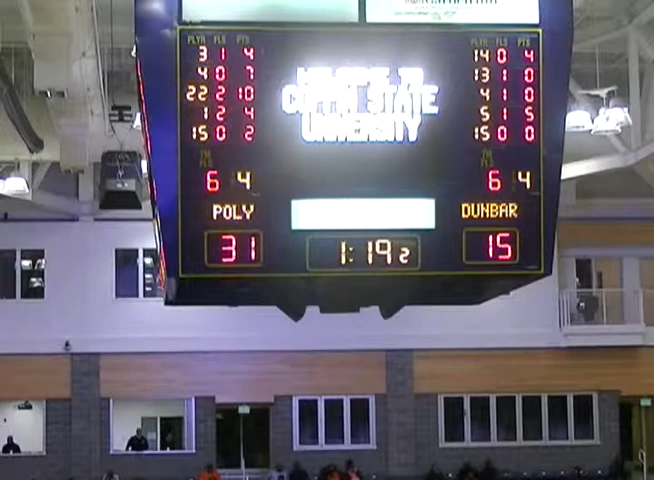 PLYR FLS PTS
3 1 4
4 0 7
22 2 10
1 2 4
15 0 2
PLYR FLS PTS
14 0 4
13 1 0
4 1 0
5 1 5
15 0 0
WELCOME TO
COPPIN STATE
UNIVERSITY
6 4
6 4
POLY
DUNBAR
31
1:19 2
15